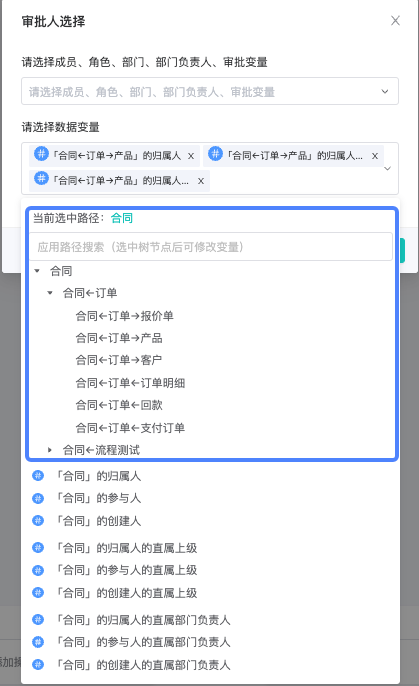 审批人选择
请选择成员、角色、部门、部门负责人、审批变量
请选择成员、角色、部门、部门负责人、审批变量
请选择数据变量
「合同←订单→产品」的归属人 x 「合同←订单→产品」的归属人... x
「合同←订单→产品」的归属人... x
当前选中路径：合同
应用路径搜索（选中树节点后可修改变量）
合同
合同←订单
合同←订单→报价单
合同←订单→产品
合同←订单→客户
合同←订单←订单明细
合同←订单←回款
合同←订单←支付订单
合同←流程测试
「合同」的归属人
「合同」的参与人
「合同」的创建人
「合同」的归属人的直属上级
「合同」的参与人的直属上级
「合同」的创建人的直属上级
「合同」的归属人的直属部门负责人
「合同」的参与人的直属部门负责人
「合同」的创建人的直属部门负责人